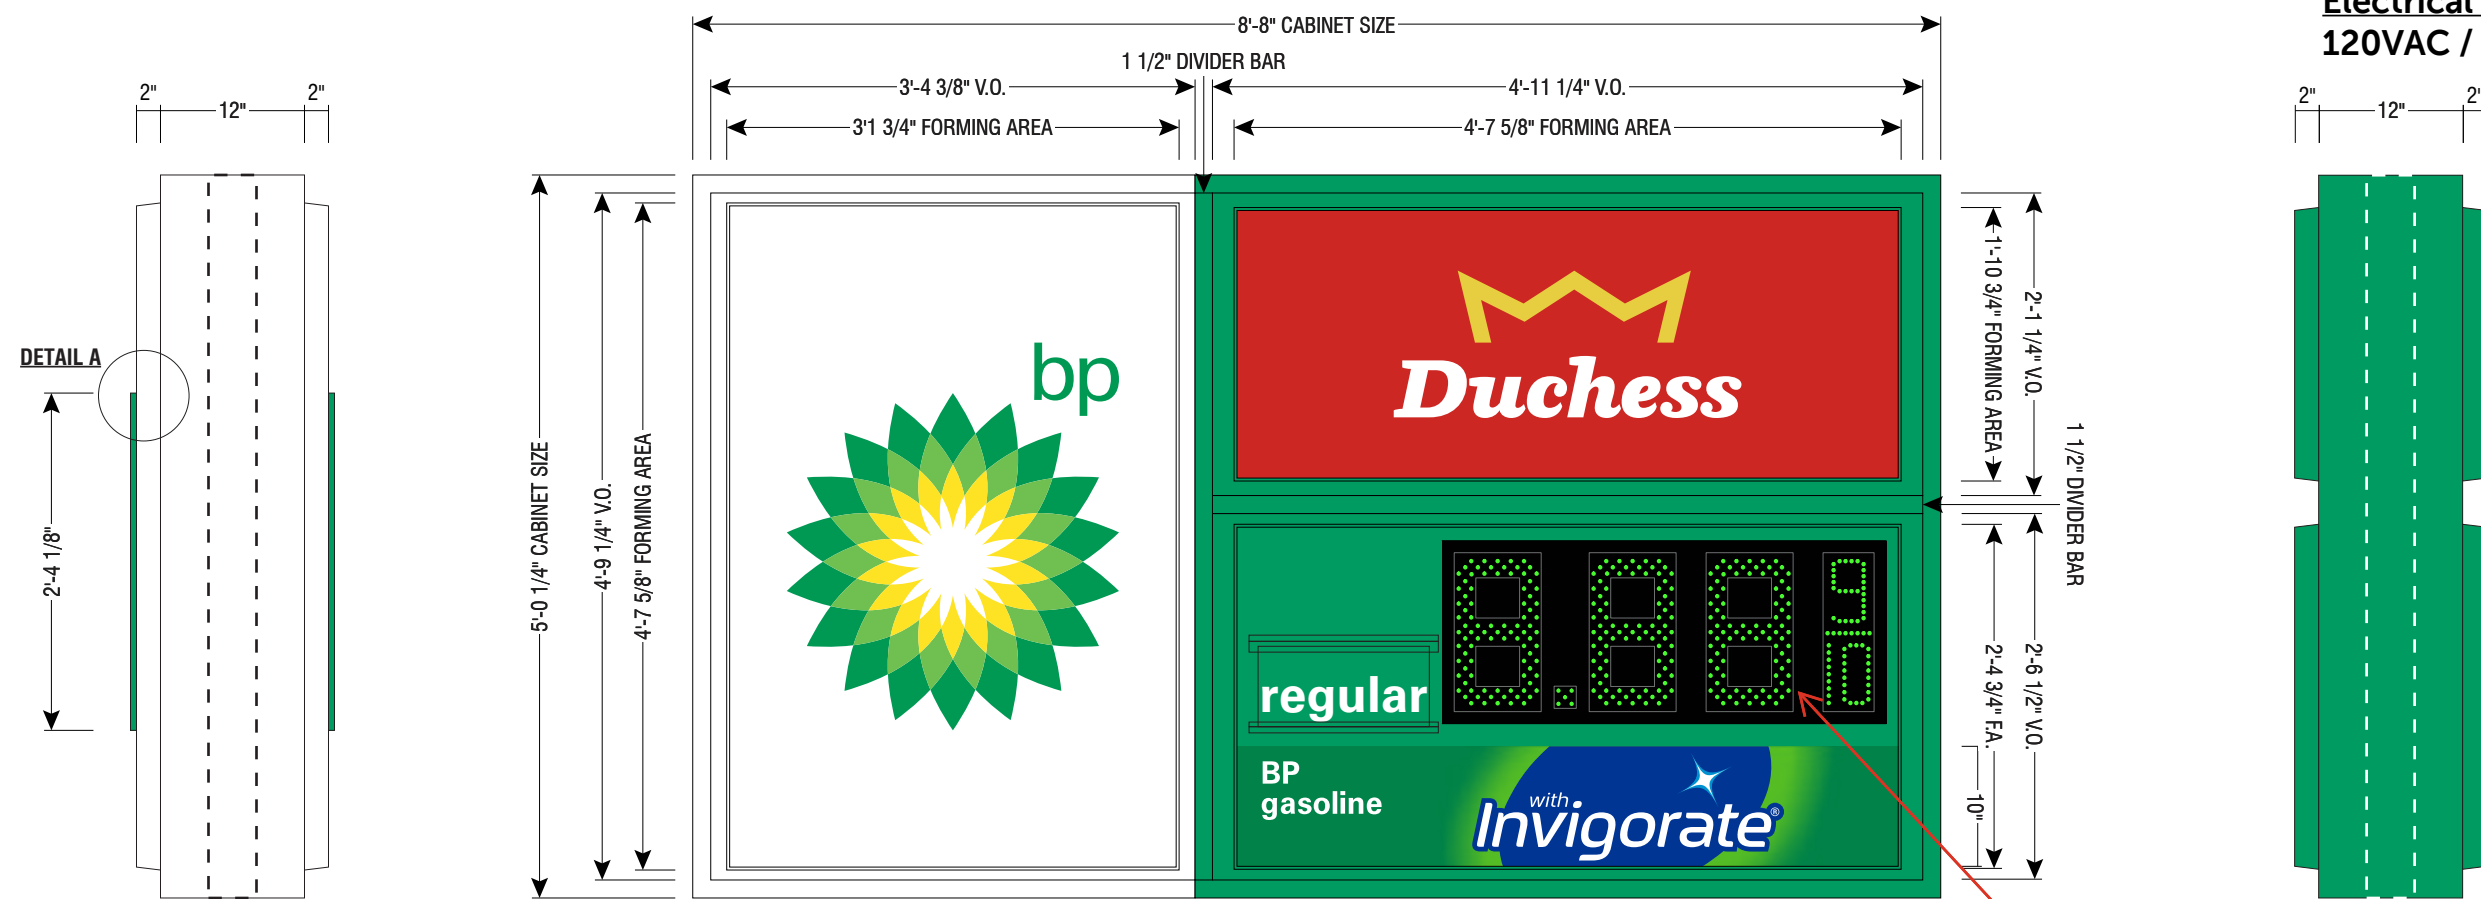 Electrical
120VAC /
8'-8" CABINET SIZE
1 1/2" DIVIDER BAR
3'-4 3/8" V.O.
4'-11 1/4" V.O.
3'1 3/4" FORMING AREA
4'-7 5/8" FORMING AREA
2"
12"
2"
2"
12"
2"
DETAIL A
2'-4 1/8"
5'-0 1/4" CABINET SIZE
4'-9 1/4" V.O.
4'-7 5/8" FORMING AREA
bp
Duchess
1'-10 3/4" FORMING AREA
2'-1 1/4" V.O.
1 1/2" DIVIDER BAR
8.88 9/10
regular
2'-4 3/4" F.A.
2'-6 1/2" V.O.
10"
BP
gasoline
with
Invigorate®